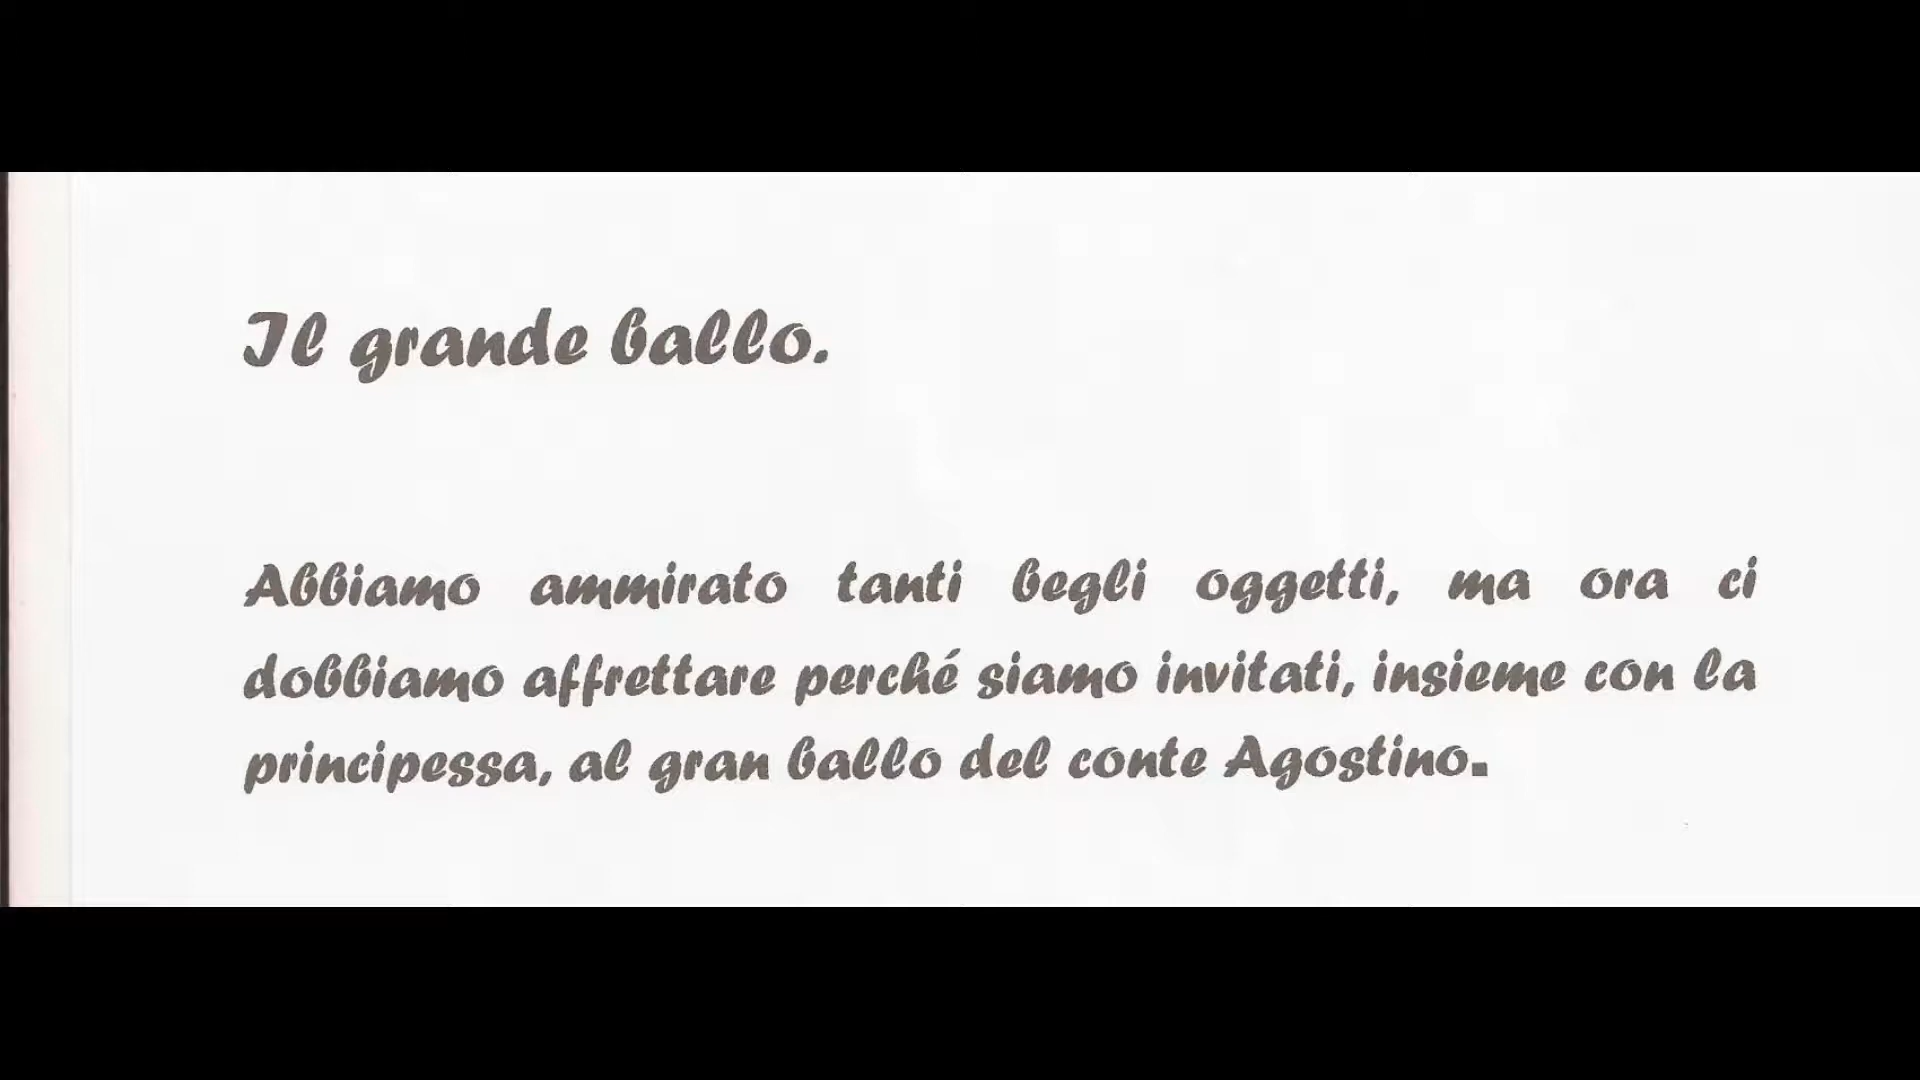 Il grande ballo.
Abbiamo ammirato tanti begli oggetti, ma ora ci
dobbiamo affrettare perché siamo invitati, insieme con la
principessa, al gran ballo del conte Agostino.